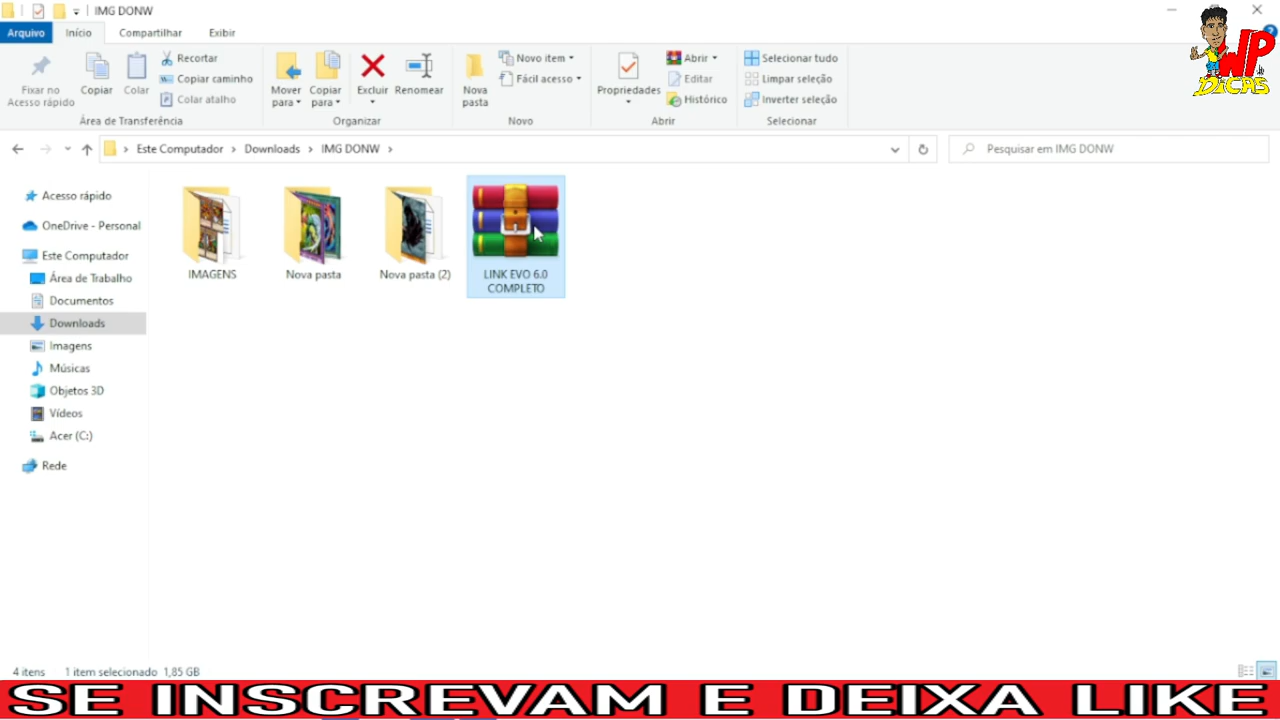 IMG DONW
Arquivo Início Compartilhar Exibir
Fixar no Acesso rápido
Copiar
Colar
Recortar
Copiar caminho
Colar atalho
Área de Transferência
Mover para
Copiar para
Excluir
Renomear
Organizar
Nova pasta
Novo item
Fácil acesso
Novo
Propriedades
Abrir
Editar
Histórico
Abrir
Selecionar tudo
Limpar seleção
Inverter seleção
Selecionar
WP
DiCAS
Este Computador > Downloads > IMG DONW >
Pesquisar em IMG DONW
Acesso rápido
OneDrive - Personal
Este Computador
Área de Trabalho
Documentos
Downloads
Imagens
Músicas
Objetos 3D
Vídeos
Acer (C:)
Rede
IMAGENS
Nova pasta
Nova pasta (2)
LINK EVO 6.0
COMPLETO
4 itens 1 item selecionado 1,85 GB
SE INSCREVAM E DEIXA LIKE